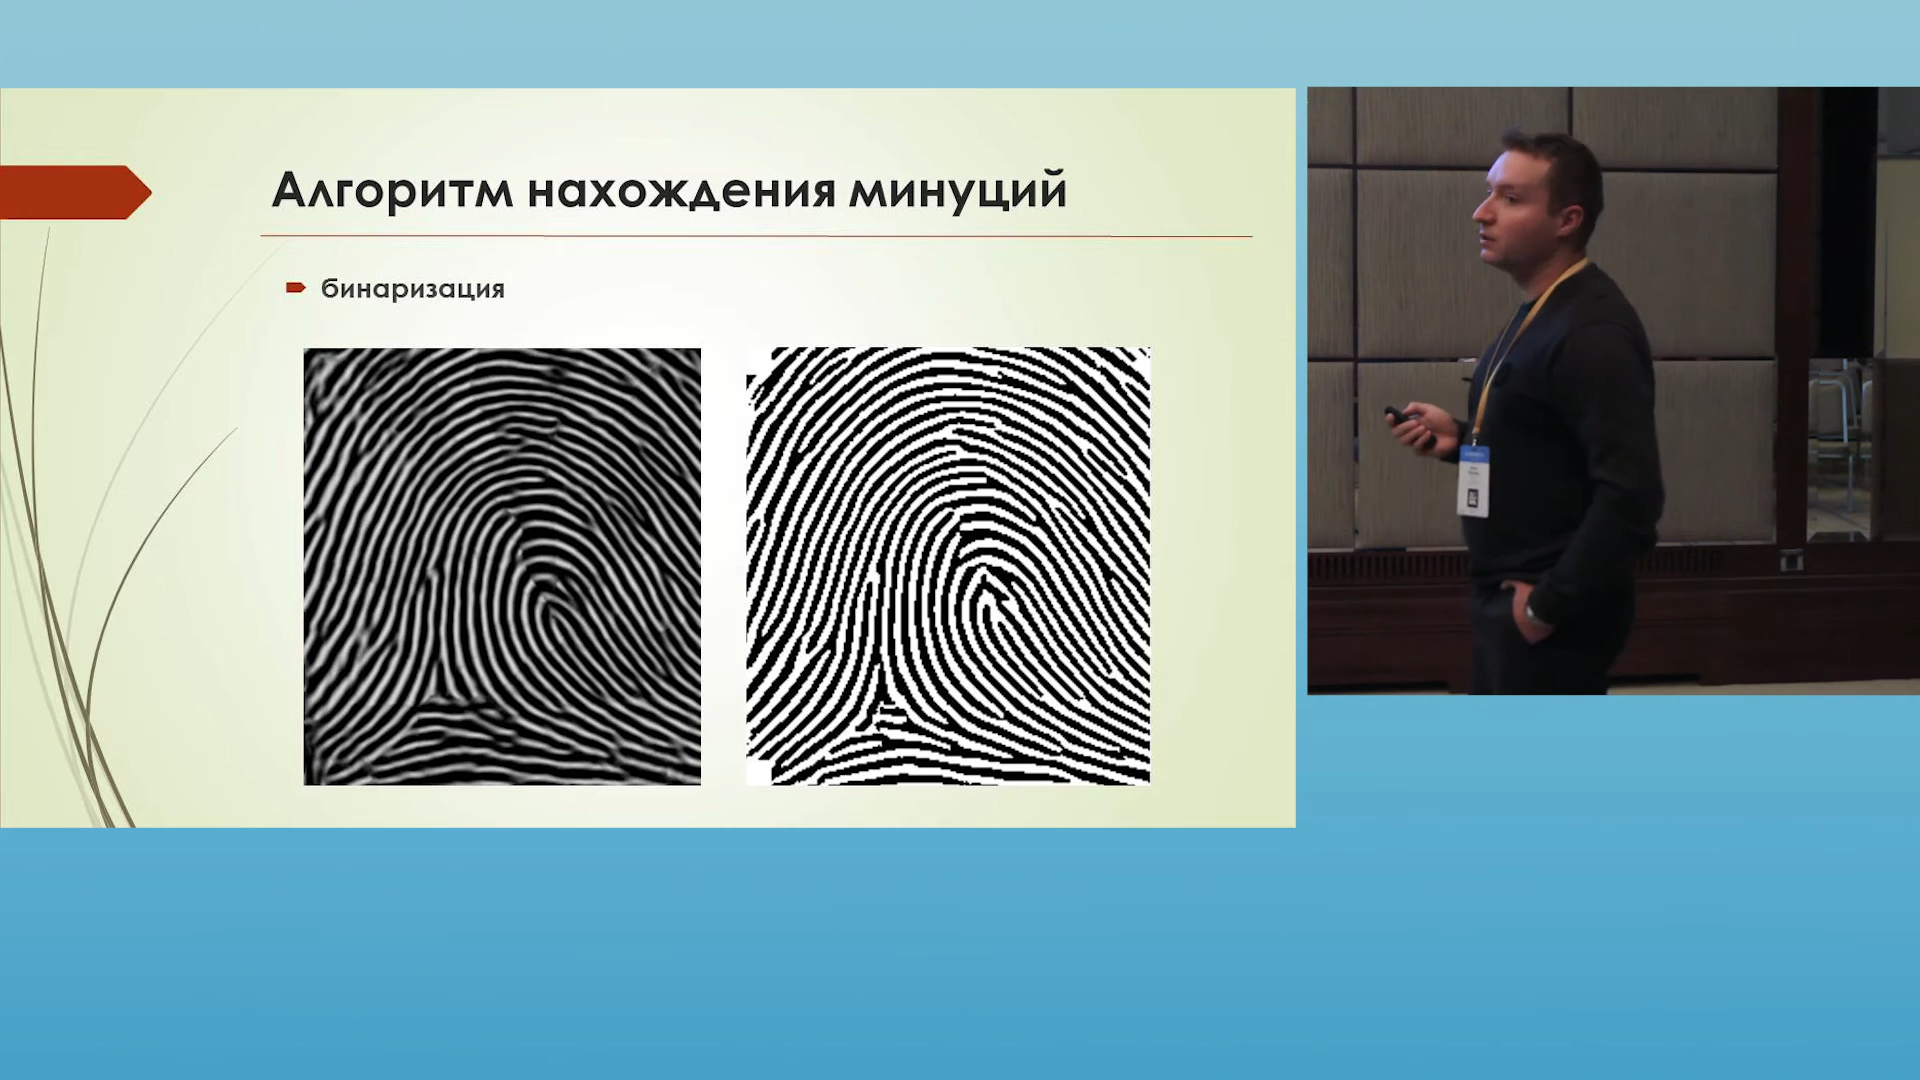 Алгоритм нахождения минуций
бинаризация